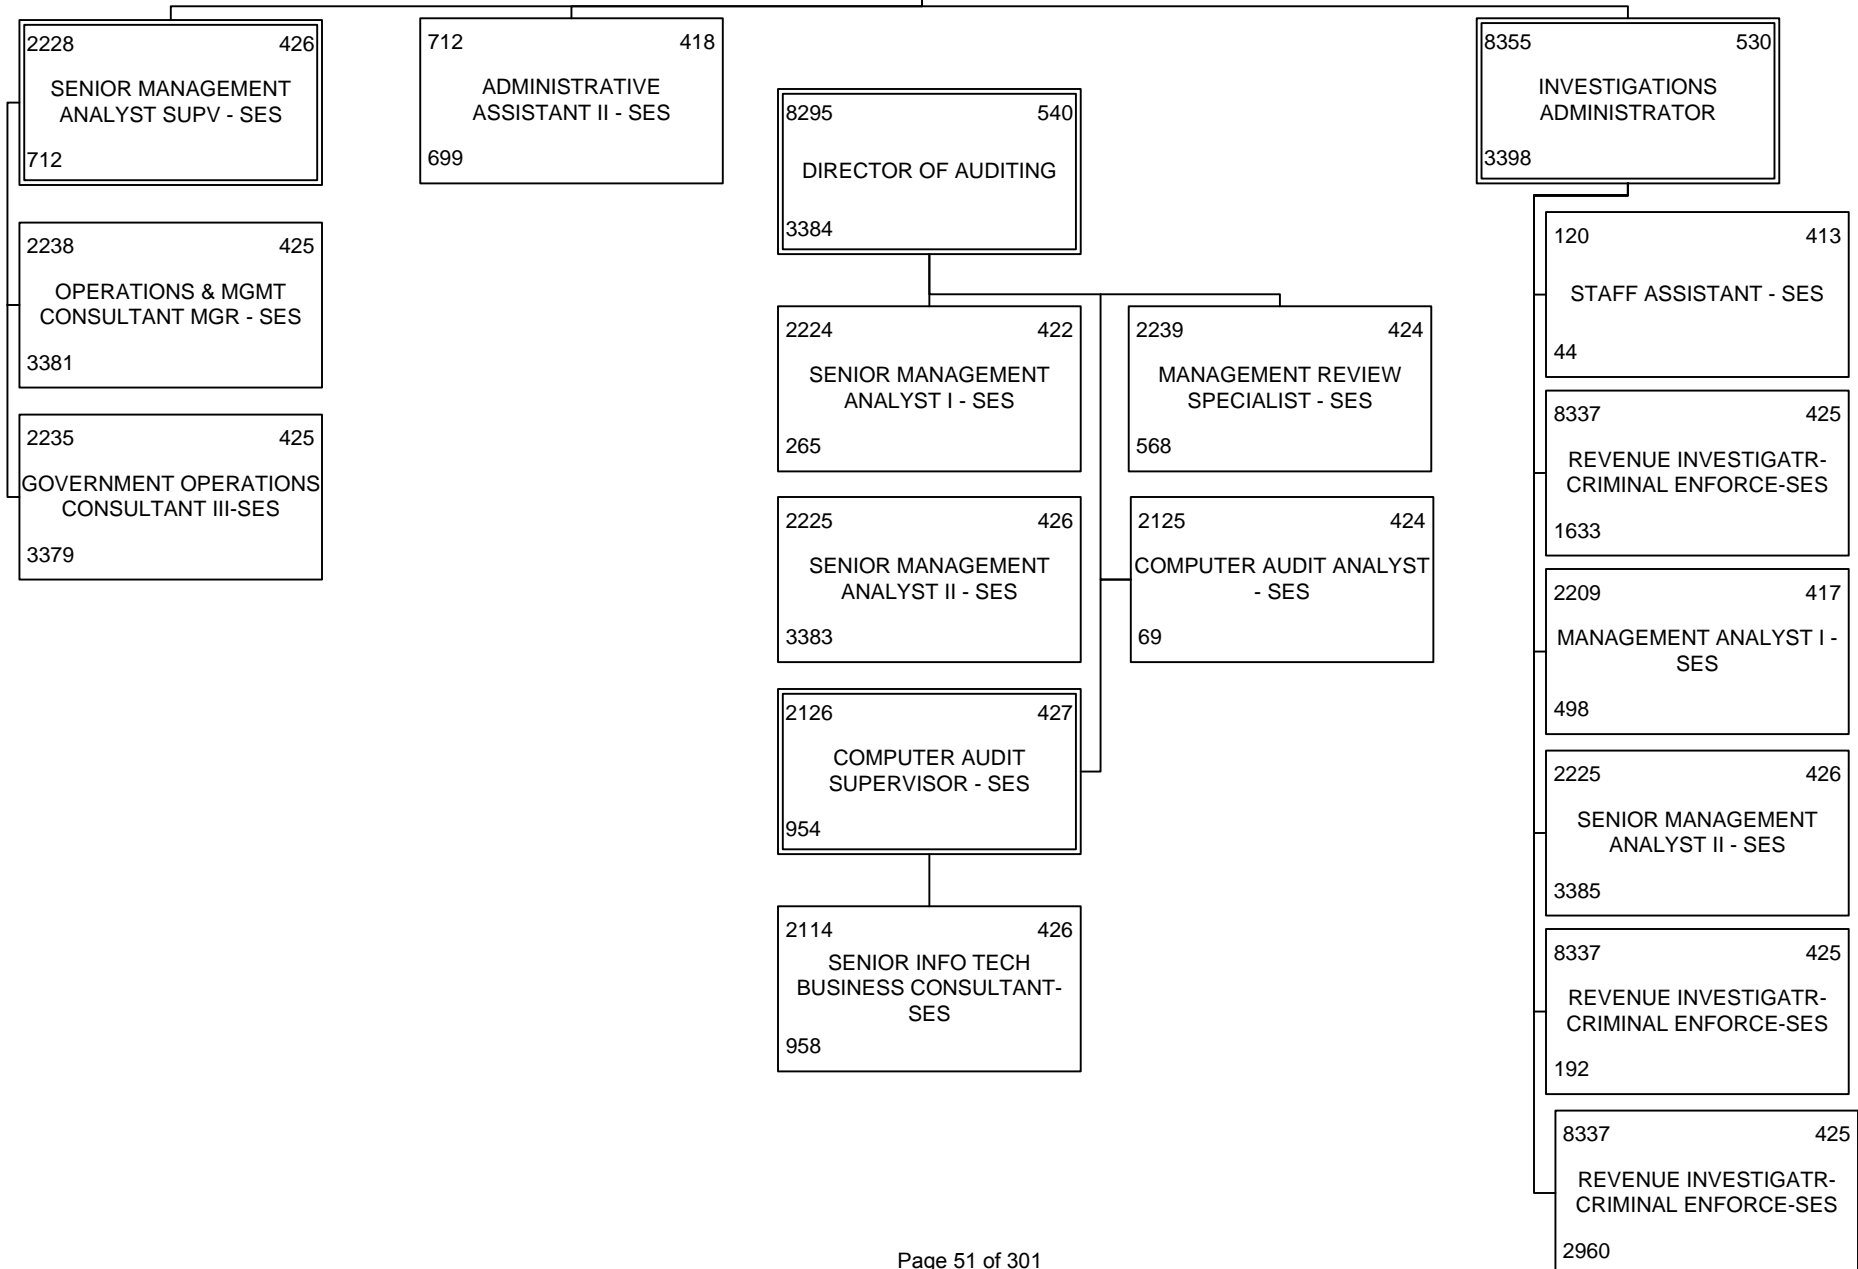 2228 426
SENIOR MANAGEMENT
ANALYST SUPV - SES
712
2238 425
OPERATIONS & MGMT
CONSULTANT MGR - SES
3381
2235 425
GOVERNMENT OPERATIONS
CONSULTANT III-SES
3379
712 418
ADMINISTRATIVE
ASSISTANT II - SES
699
8295 540
DIRECTOR OF AUDITING
3384
2224 422
SENIOR MANAGEMENT
ANALYST I - SES
265
2239 424
MANAGEMENT REVIEW
SPECIALIST - SES
568
2225 426
SENIOR MANAGEMENT
ANALYST II - SES
3383
2125 424
COMPUTER AUDIT ANALYST
- SES
69
2126 427
COMPUTER AUDIT
SUPERVISOR - SES
954
2114 426
SENIOR INFO TECH
BUSINESS CONSULTANT-
SES
958
8355 530
INVESTIGATIONS
ADMINISTRATOR
3398
120 413
STAFF ASSISTANT - SES
44
8337 425
REVENUE INVESTIGATR-
CRIMINAL ENFORCE-SES
1633
2209 417
MANAGEMENT ANALYST I -
SES
498
2225 426
SENIOR MANAGEMENT
ANALYST II - SES
3385
8337 425
REVENUE INVESTIGATR-
CRIMINAL ENFORCE-SES
192
8337 425
REVENUE INVESTIGATR-
CRIMINAL ENFORCE-SES
2960
Page 51 of 301